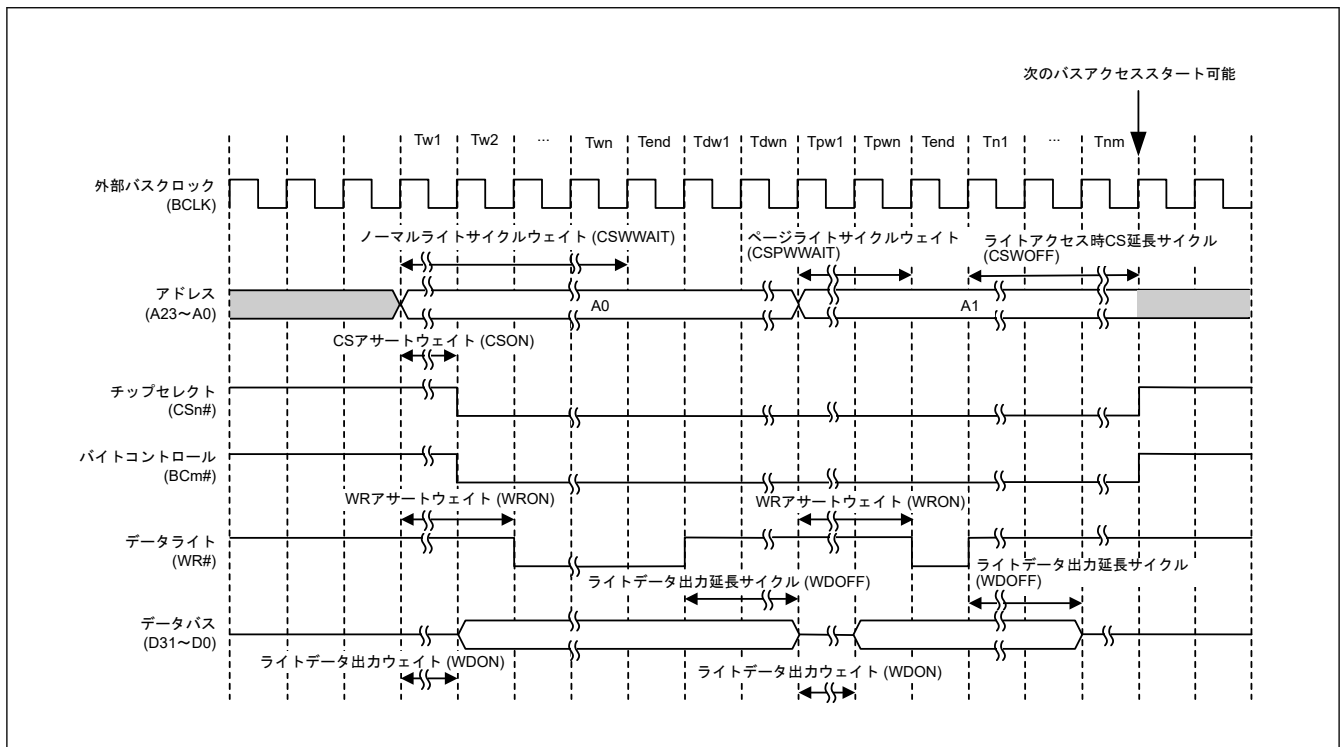 次のバスアクセススタート可能
Tw1 Tw2 ... Twn Tend Tdw1 Tdwn Tpw1 Tpwn Tend Tn1 ... Tnm
外部バスクロック
(BCLK)
ノーマルライトサイクルウェイト (CSWWAIT)
ページライトサイクルウェイト
(CSPWWAIT)
ライトアクセス時CS延長サイクル
(CSWOFF)
アドレス
(A23～A0)
A0
A1
CSアサートウェイト (CSON)
チップセレクト
(CSn#)
バイトコントロール
(BCm#)
WRアサートウェイト (WRON)
WRアサートウェイト (WRON)
データライト
(WR#)
ライトデータ出力延長サイクル (WDOFF)
ライトデータ出力延長サイクル
(WDOFF)
データバス
(D31～D0)
ライトデータ出力ウェイト (WDON)
ライトデータ出力ウェイト (WDON)